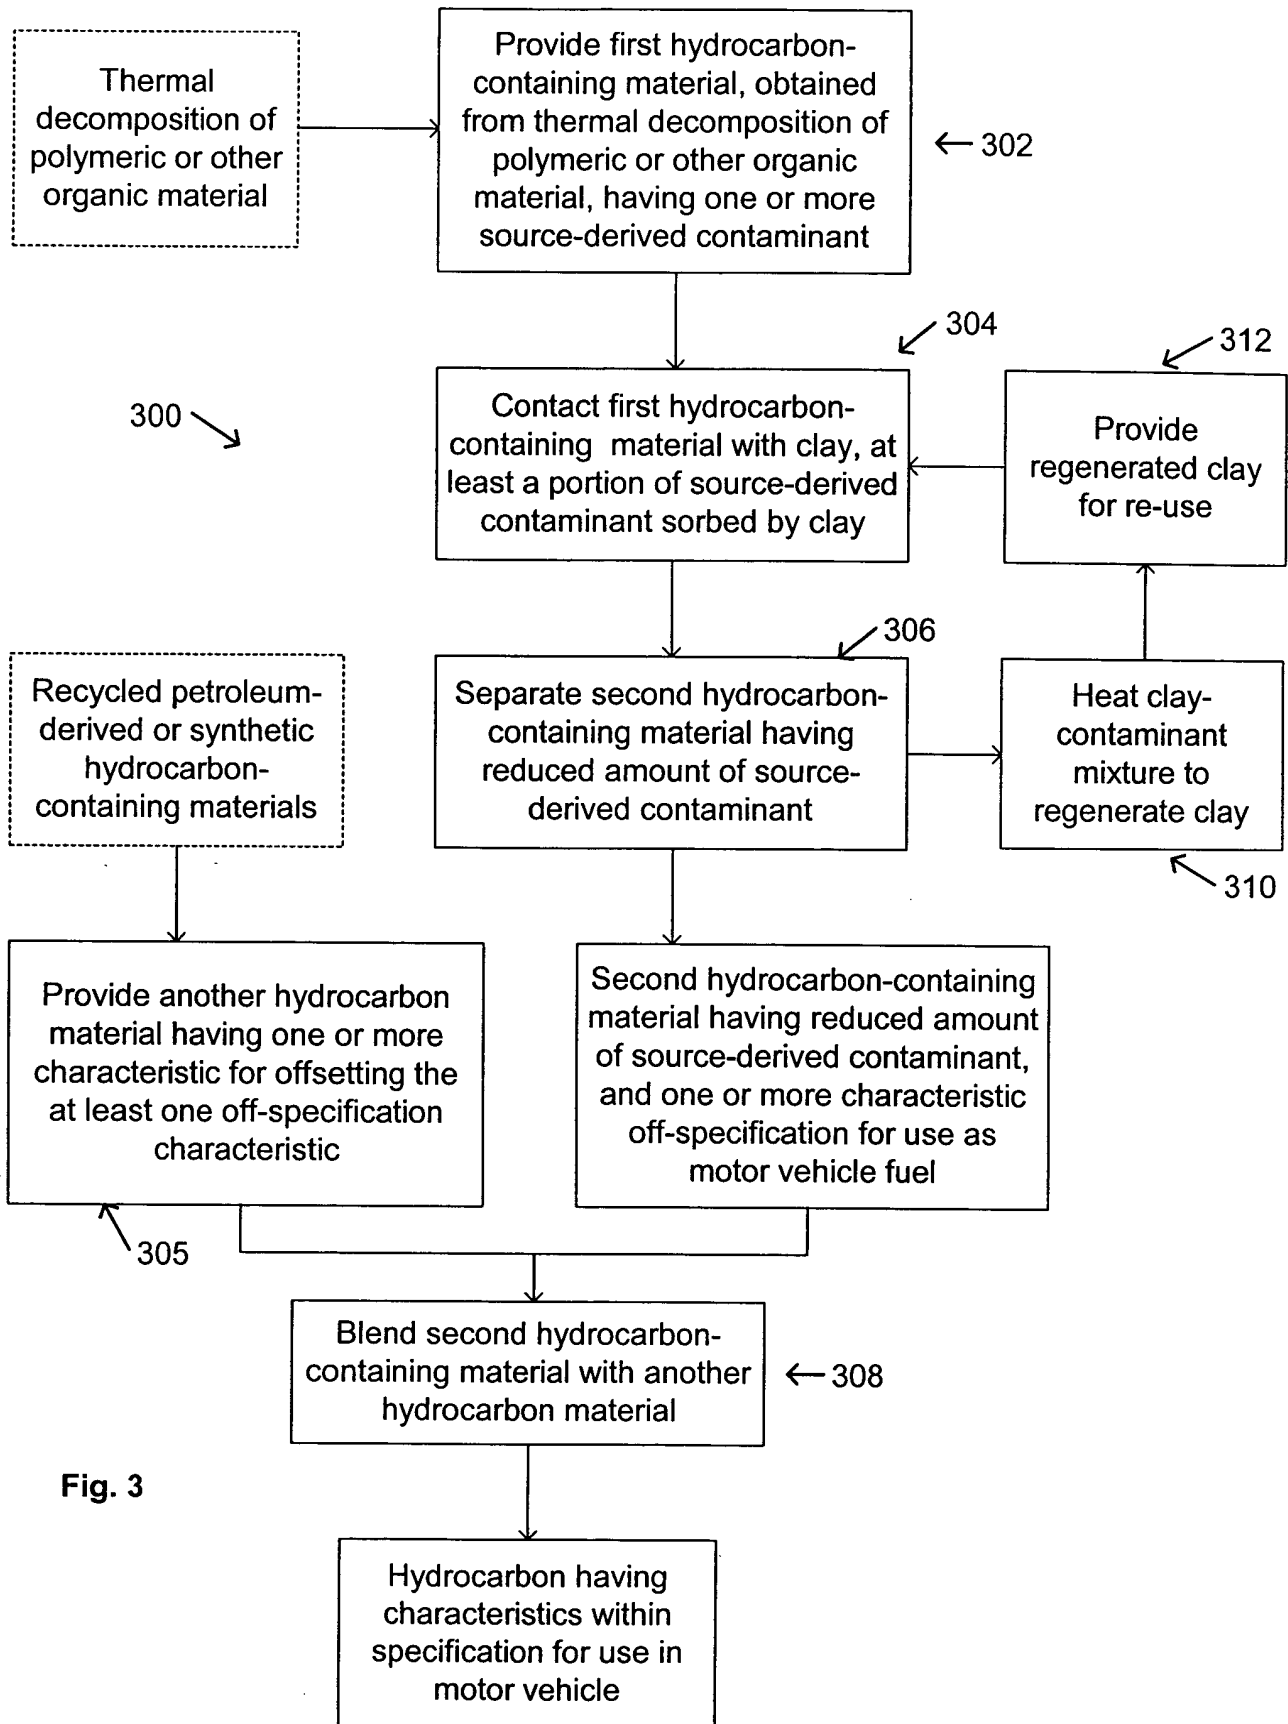 Thermal
decomposition of
polymeric or other
organic material
Provide first hydrocarbon-
containing material, obtained
from thermal decomposition of
polymeric or other organic
material, having one or more
source-derived contaminant
302
304
312
300
Contact first hydrocarbon-
containing material with clay, at
least a portion of source-derived
contaminant sorbed by clay
Provide
regenerated clay
for re-use
306
Recycled petroleum-
derived or synthetic
hydrocarbon-
containing materials
Separate second hydrocarbon-
containing material having
reduced amount of source-
derived contaminant
Heat clay-
contaminant
mixture to
regenerate clay
310
Provide another hydrocarbon
material having one or more
characteristic for offsetting the
at least one off-specification
characteristic
Second hydrocarbon-containing
material having reduced amount
of source-derived contaminant,
and one or more characteristic
off-specification for use as
motor vehicle fuel
305
Blend second hydrocarbon-
containing material with another
hydrocarbon material
308
Fig. 3
Hydrocarbon having
characteristics within
specification for use in
motor vehicle